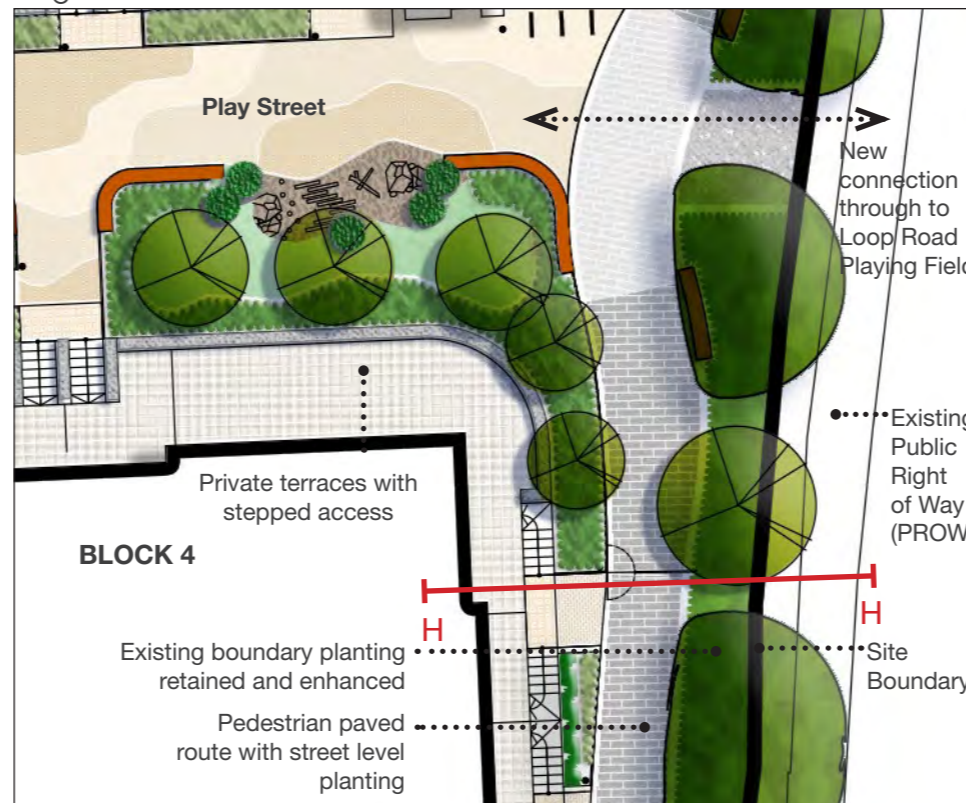 Play Street
New
connection
through to
Loop Road
Playing Field
Existing
Public
Right
of Way
(PROW
Private terraces with
stepped access
BLOCK 4
H
H
Existing boundary planting
retained and enhanced
Site
Boundary
Pedestrian paved
route with street level
planting